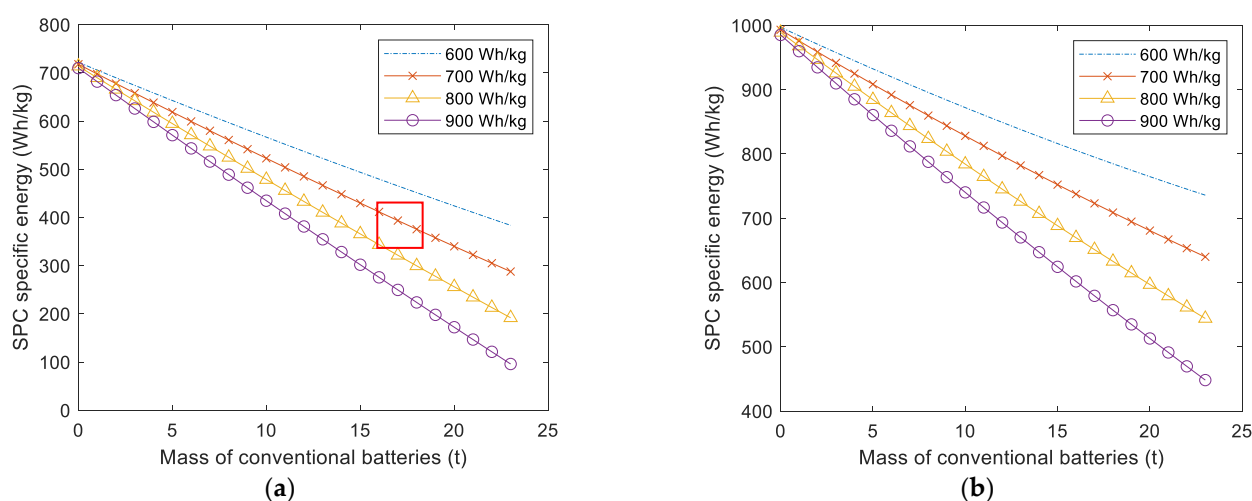 800
700
600
500
400
300
200
100
0
0
5
10
15
20
25
SPC specific energy (Wh/kg)
Mass of conventional batteries (t)
600 Wh/kg
700 Wh/kg
800 Wh/kg
900 Wh/kg
(a)
1000
900
800
700
600
500
400
0
5
10
15
20
25
SPC specific energy (Wh/kg)
Mass of conventional batteries (t)
600 Wh/kg
700 Wh/kg
800 Wh/kg
900 Wh/kg
(b)